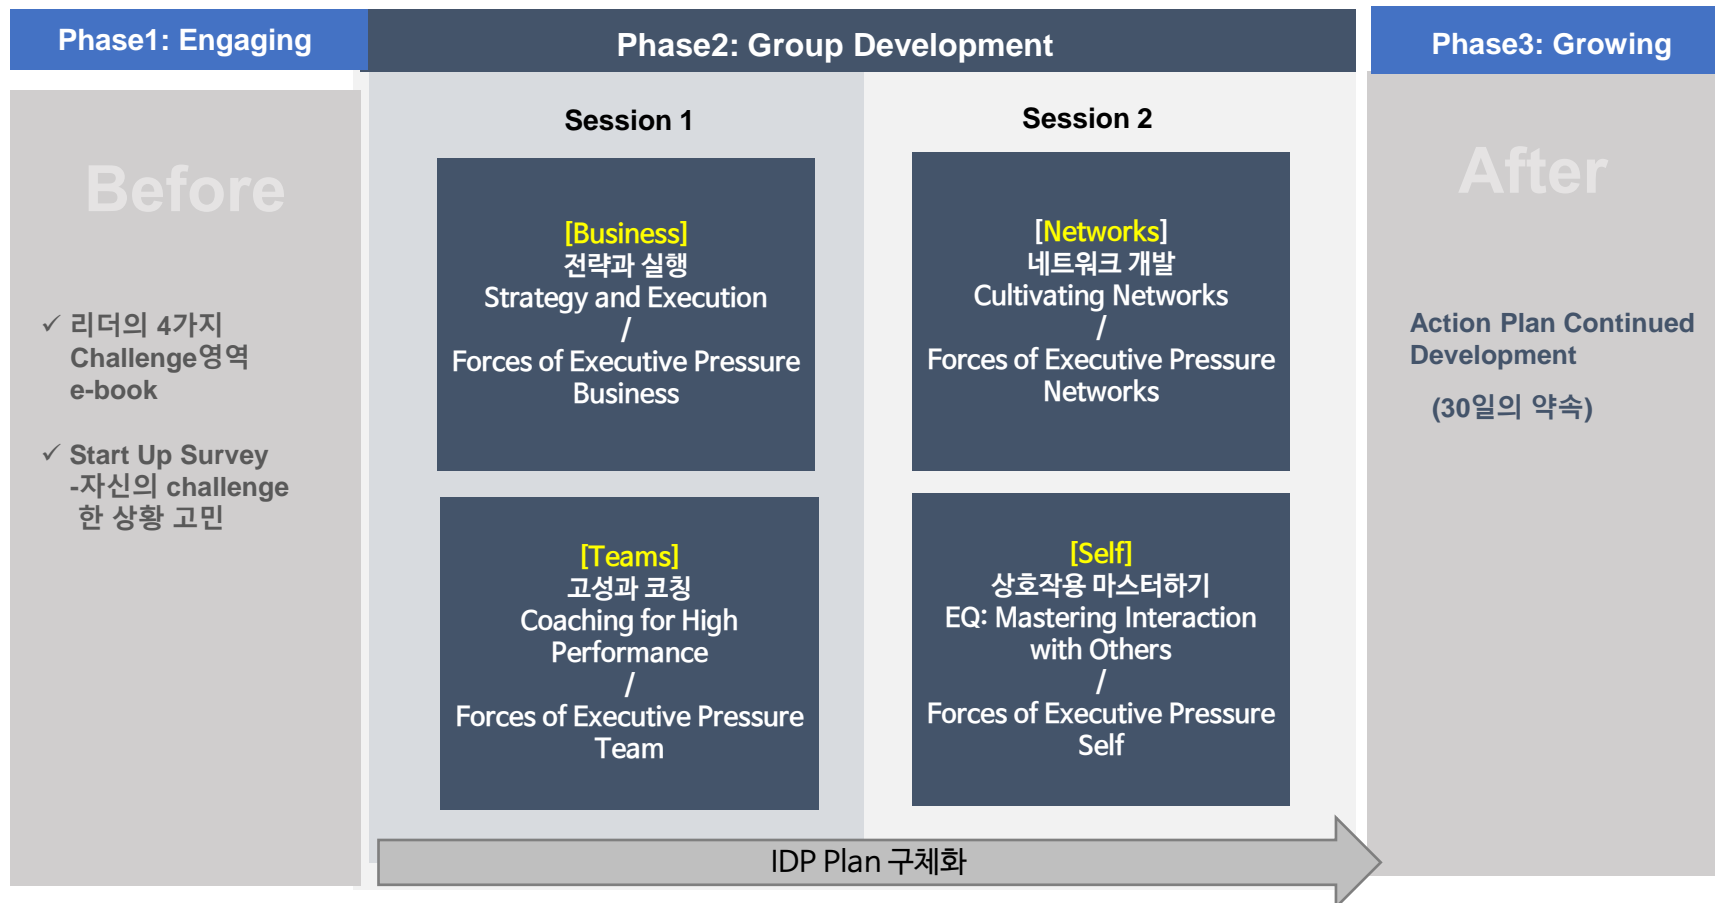 Phase1: Engaging
Before
✓ 리더의 4가지
Challenge영역
e-book
✓ Start Up Survey
-자신의 challenge
한 상황 고민
Phase2: Group Development
Session 1
[Business]
전략과 실행
Strategy and Execution
/
Forces of Executive Pressure
Business
[Teams]
고성과 코칭
Coaching for High
Performance
/
Forces of Executive Pressure
Team
Session 2
[Networks]
네트워크 개발
Cultivating Networks
/
Forces of Executive Pressure
Networks
[Self]
상호작용 마스터하기
EQ: Mastering Interaction
with Others
/
Forces of Executive Pressure
Self
IDP Plan 구체화
Phase3: Growing
After
Action Plan Continued
Development
(30일의 약속)